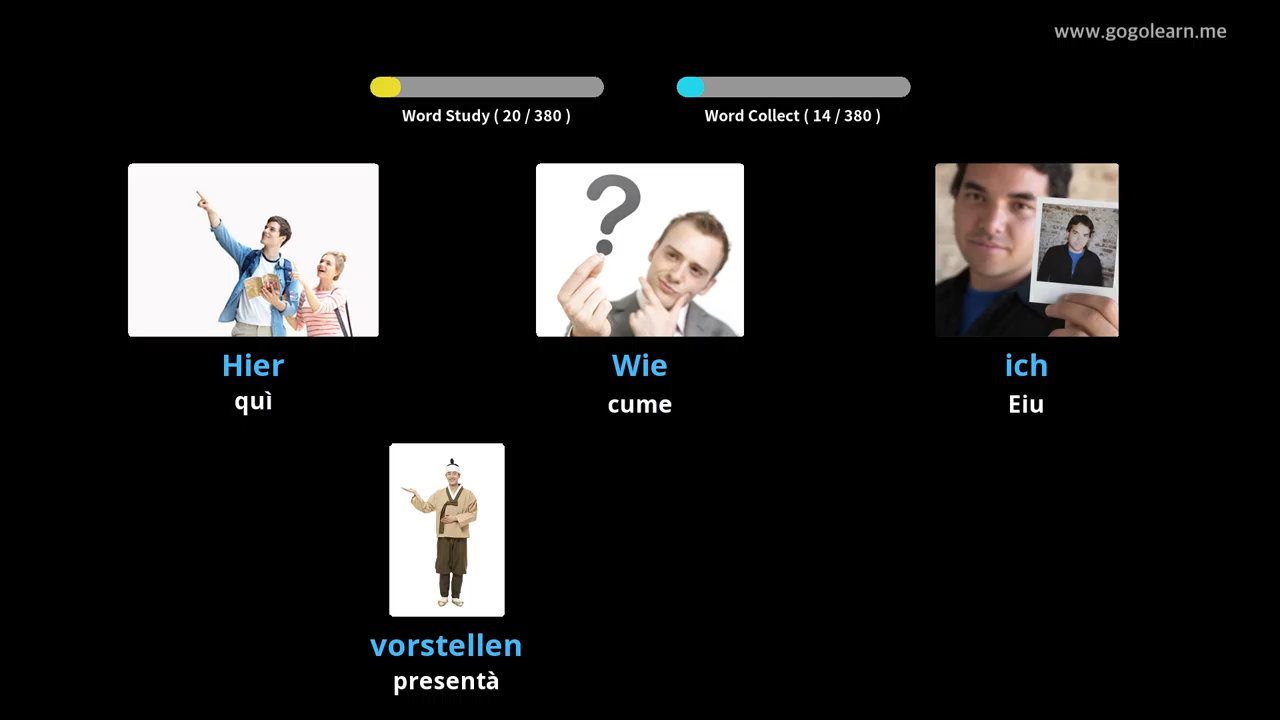 www.gogolearn.me
Word Study ( 20 / 380 )
Word Collect ( 14 / 380 )
Hier
quì
Wie
cume
ich
Eiu
vorstellen
presentà